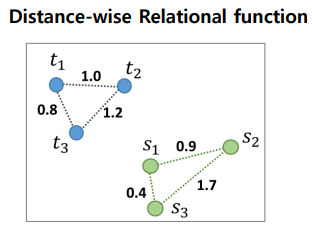 Distance-wise Relational function
t₁ 1.0 t₂
0.8 1.2
t₃
s₁ 0.9 s₂
0.4 1.7
s₃